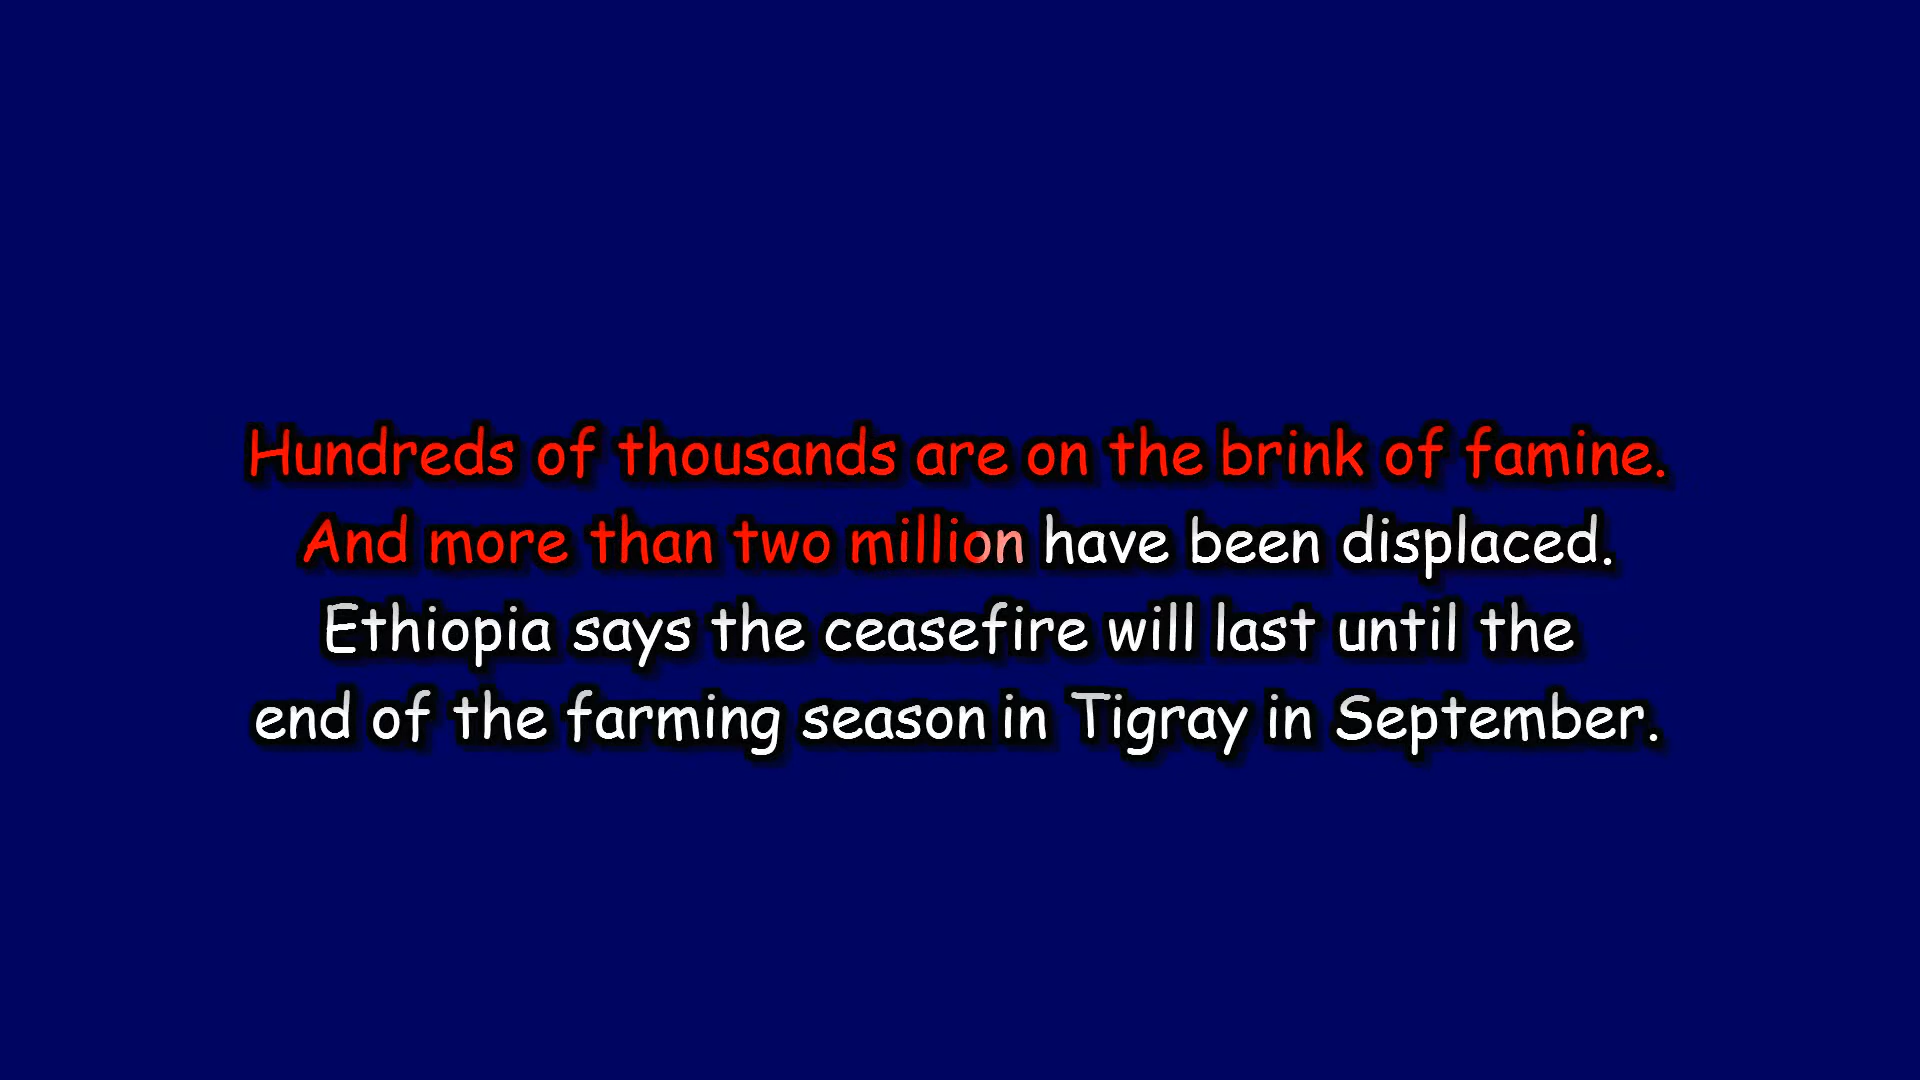 Hundreds of thousands are on the brink of famine.
And more than two million have been displaced.
Ethiopia says the ceasefire will last until the
end of the farming season in Tigray in September.